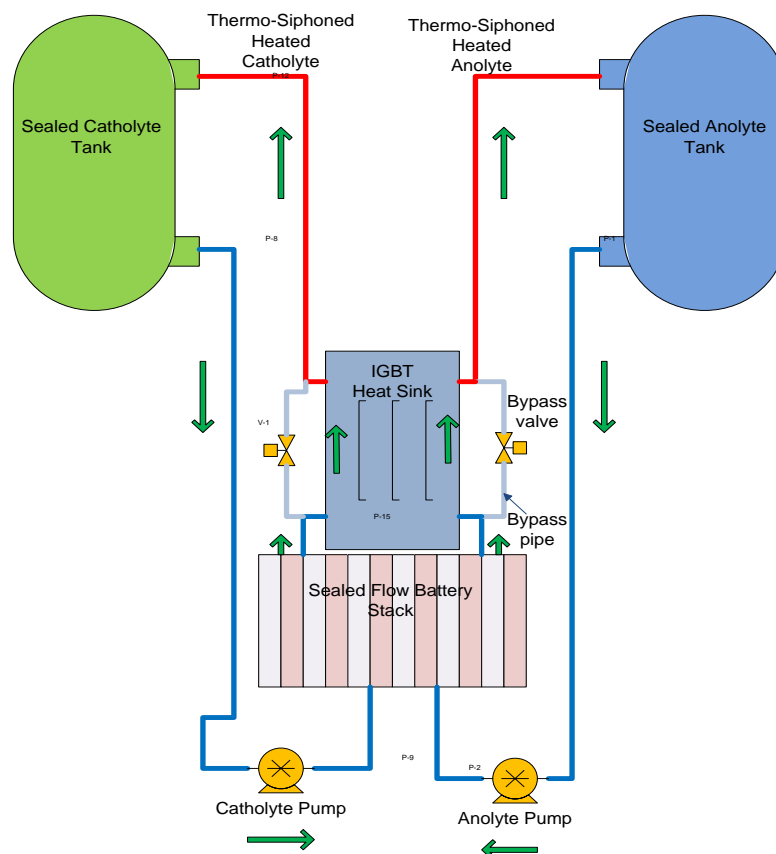 Thermo-Siphoned
Heated
Catholyte
P-12
Thermo-Siphoned
Heated
Anolyte
Sealed Catholyte
Tank
Sealed Anolyte
Tank
P-8
P-1
IGBT
Heat Sink
Bypass
valve
V-1
P-15
Bypass
pipe
Sealed Flow Battery
Stack
P-9
P-2
Catholyte Pump
Anolyte Pump